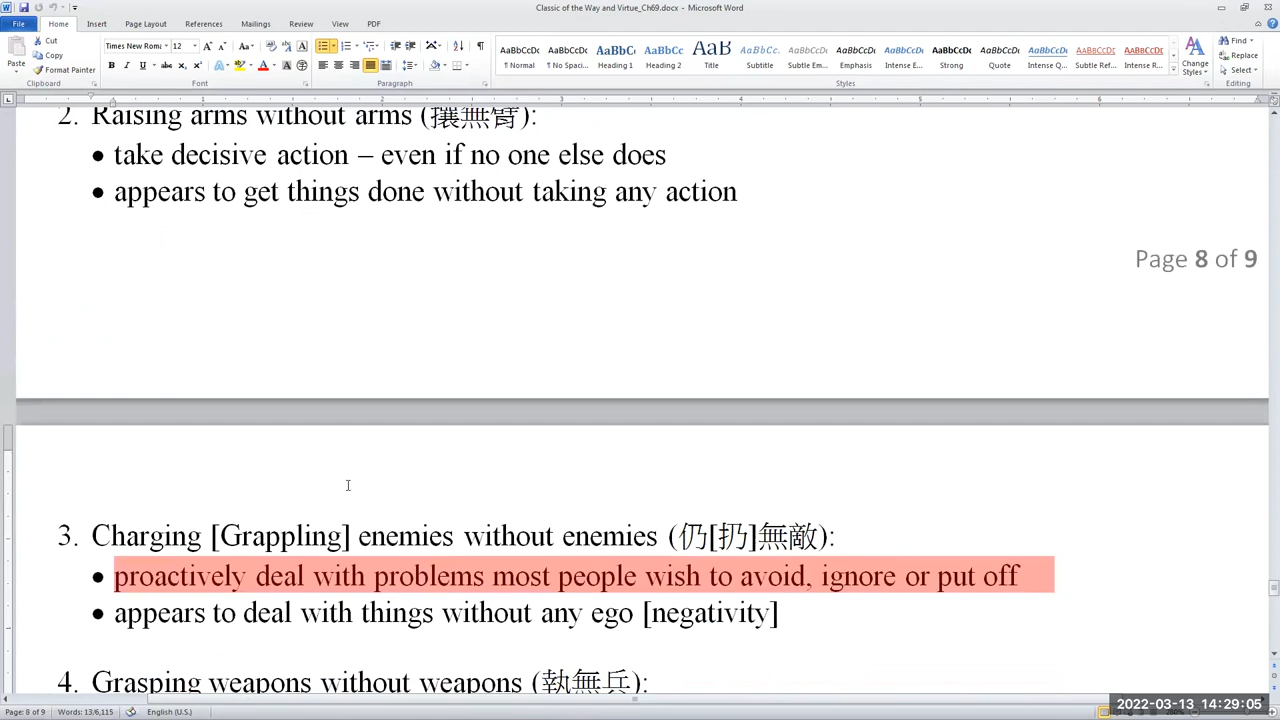 Classic of the Way and Virtue_Ch69.docx - Microsoft Word
File Home Insert Page Layout References Mailings Review View PDF
Cut
Copy
Format Painter
Paste
Times New Roma 12
AaBbCcDc AaBbCcDc AaBbC AaBbCc AaB AaBbCc. AaBbCcDc AaBbCcDc AaBbCcDc AaBbCcDc AaBbCcDc AaBbCcDc AaBbCcDc
¶ Normal ¶ No Spaci... Heading 1 Heading 2 Title Subtitle Subtle Em... Emphasis Intense E... Strong Quote Intense Q... Subtle Ref... Intense R...
Change Styles
Find
Replace
Select
Clipboard Font Paragraph Styles Editing
2. Raising arms without arms (攘無臂):
• take decisive action – even if no one else does
• appears to get things done without taking any action
Page 8 of 9
3. Charging [Grappling] enemies without enemies (仍[扔]無敵):
• proactively deal with problems most people wish to avoid, ignore or put off
• appears to deal with things without any ego [negativity]
4. Grasping weapons without weapons (執無兵):
Page: 8 of 9 Words: 13/6,115 English (U.S.)
2022-03-13 14:29:05